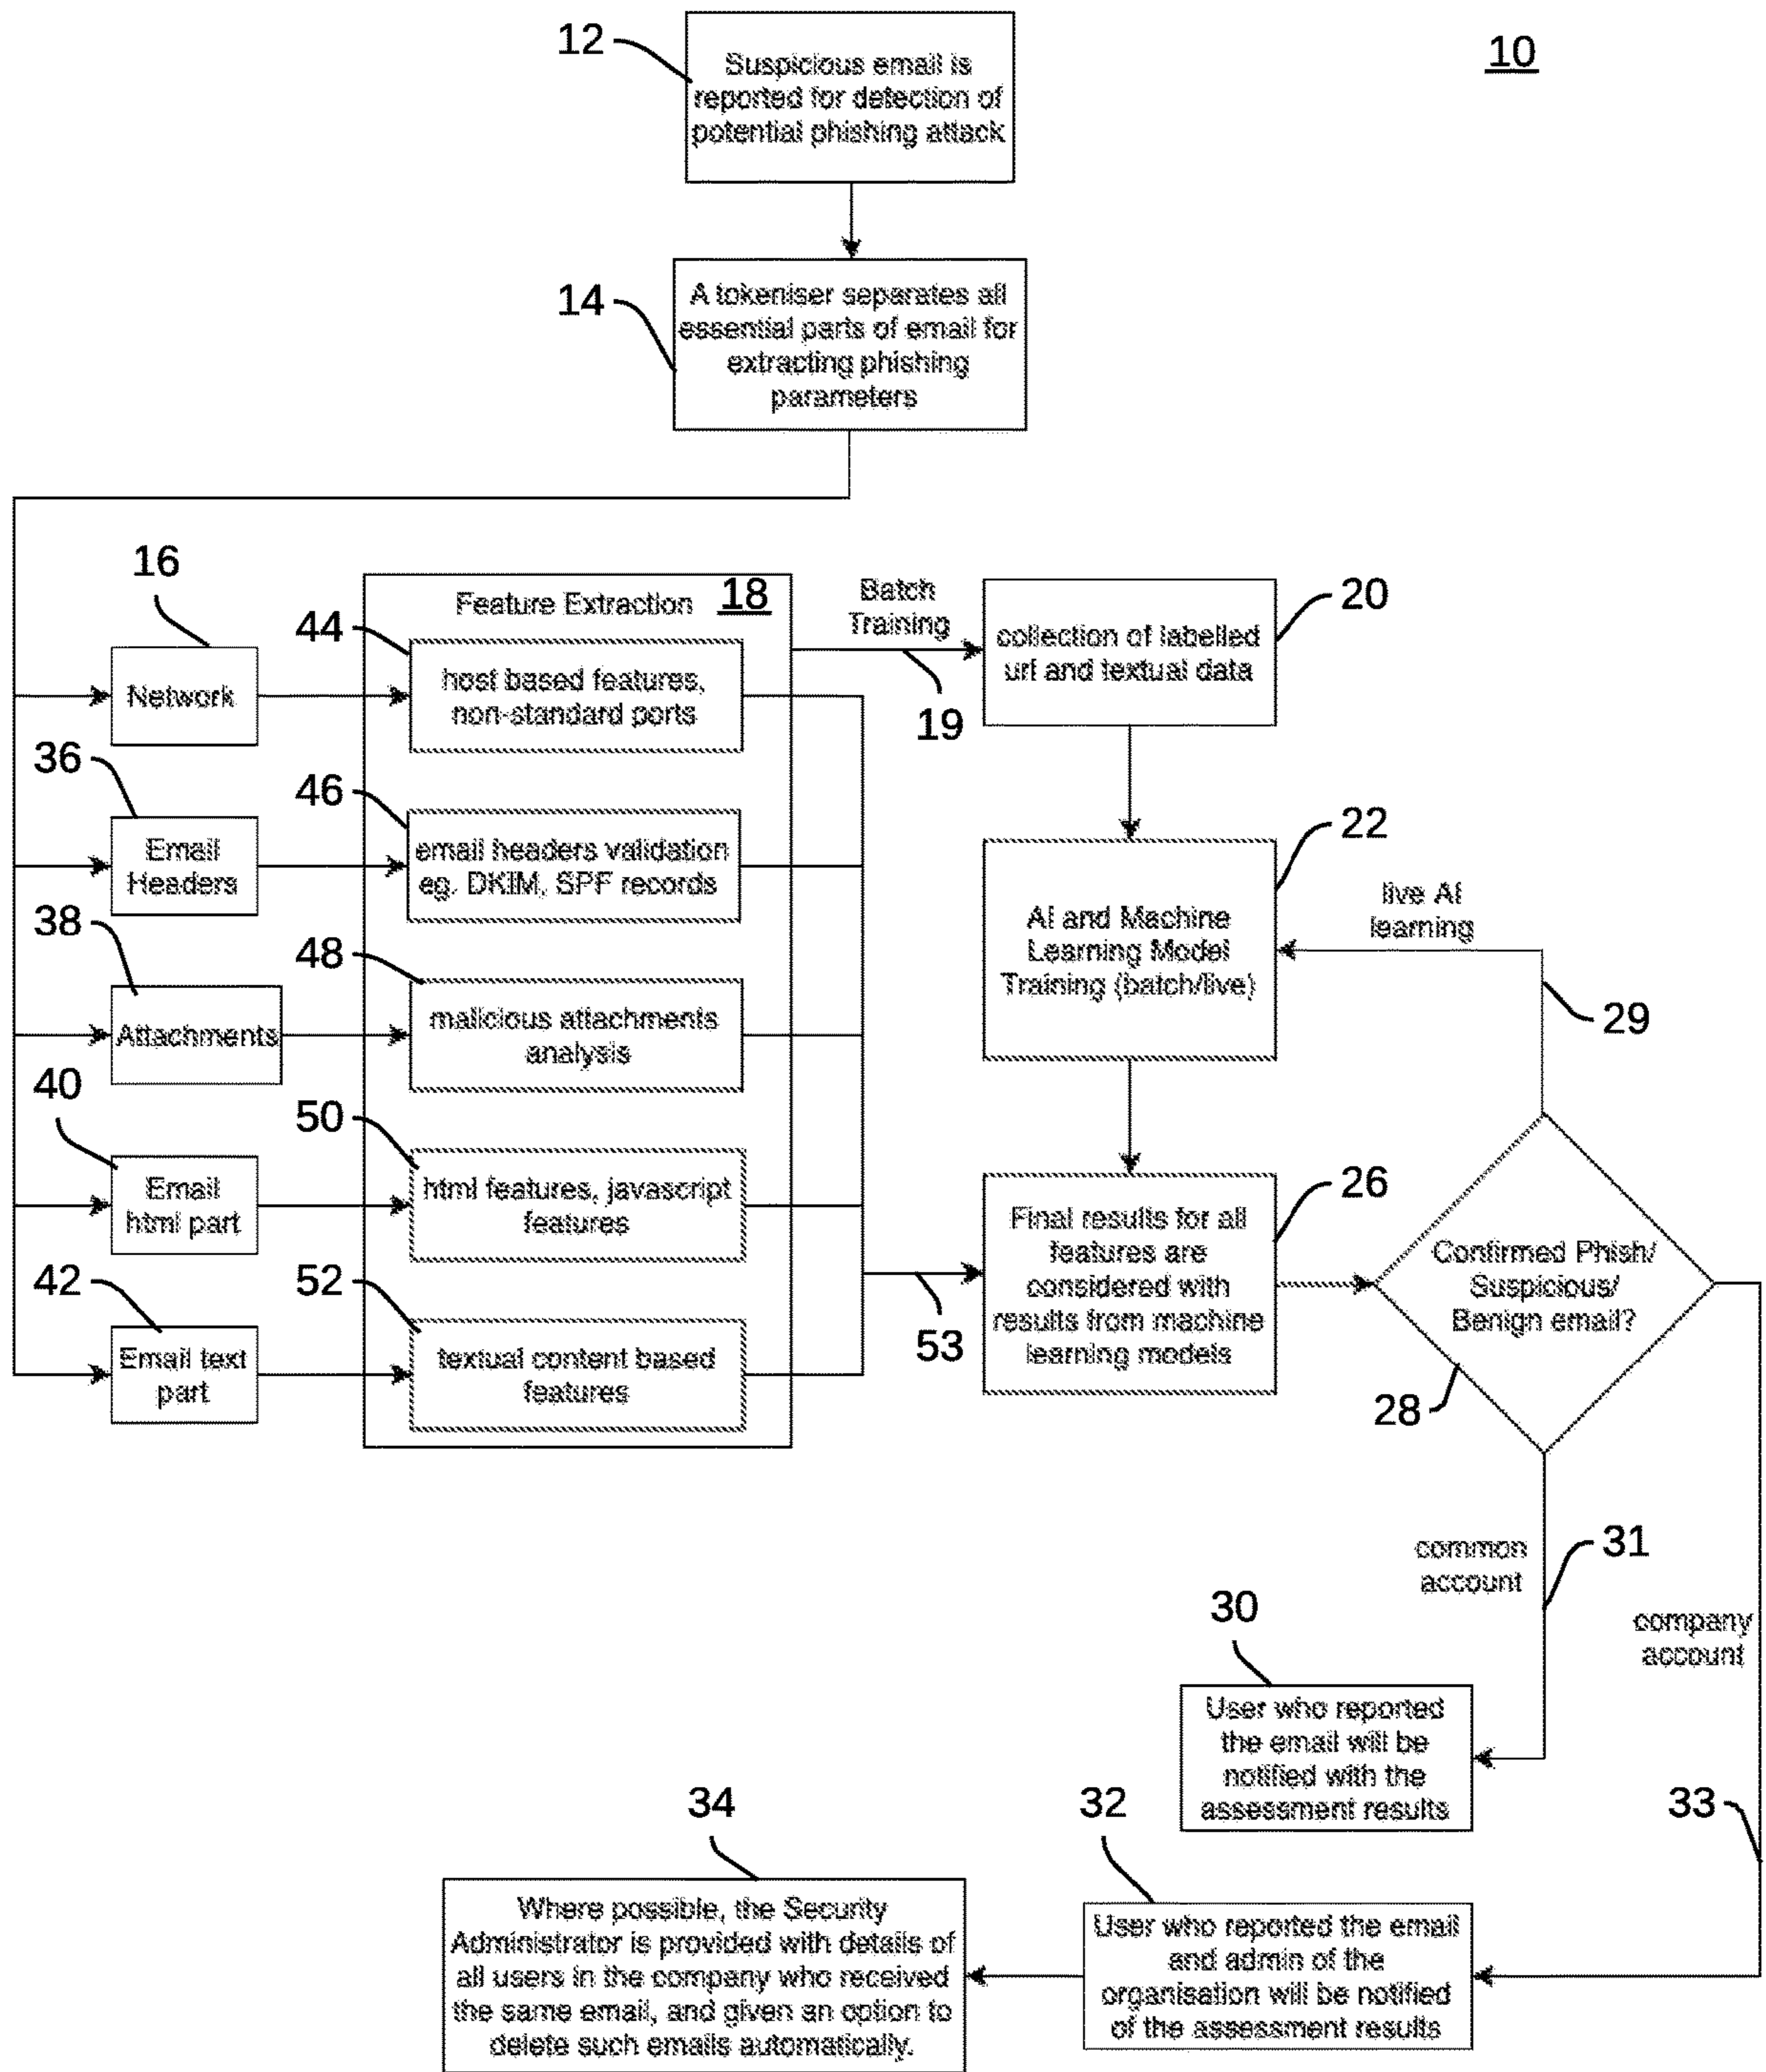 12
10
Suspicious email is
reported for detection of
potential phishing attack
14
A tokeniser separates all
essential parts of email for
extracting phishing
parameters
16
Feature Extraction 18
Batch
Training
20
44
collection of labelled
url and textual data
Network
host based features,
non-standard ports
19
36
46
22
Email
Headers
email headers validation
eg. DKIM, SPF records
AI and Machine
Learning Model
Training (batch/live)
live AI
learning
29
38
48
Attachments
malicious attachments
analysis
40
50
26
Email
html part
html features, javascript
features
Final results for all
features are
considered with
results from machine
learning models
Confirmed Phish/
Suspicious/
Benign email?
42
52
53
28
Email text
part
textual content based
features
common
account
31
company
account
30
User who reported
the email will be
notified with the
assessment results
33
34
32
Where possible, the Security
Administrator is provided with details of
all users in the company who received
the same email, and given an option to
delete such emails automatically.
User who reported the email
and admin of the
organisation will be notified
of the assessment results